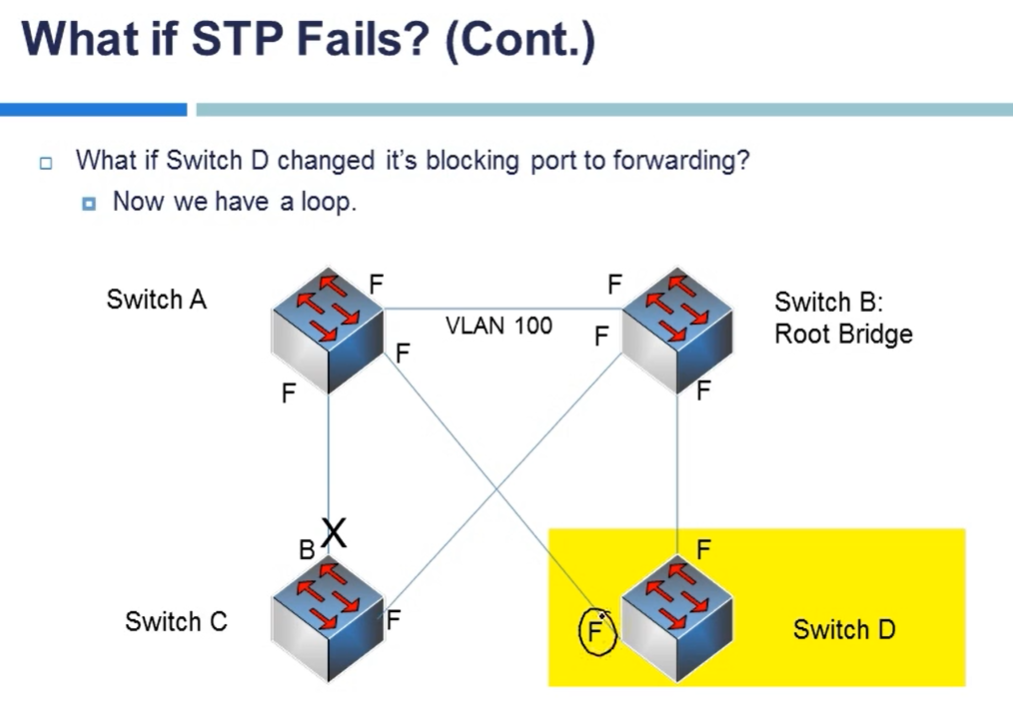 What if STP Fails? (Cont.)
What if Switch D changed it's blocking port to forwarding?
Now we have a loop.
Switch A
F
F
VLAN 100
F
F
F
F
Switch B:
Root Bridge
B
X
F
Switch C
F
F
Switch D